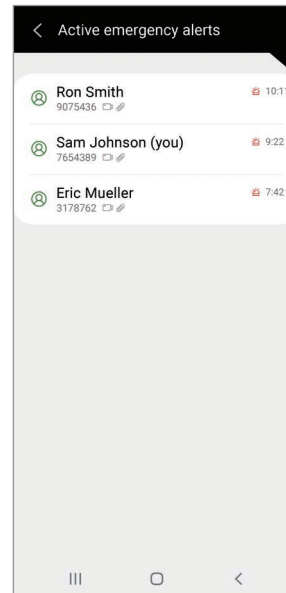 Active emergency alerts
Ron Smith
9075436
Sam Johnson (you)
9:22
7654389
Eric Mueller
7:42
3178762